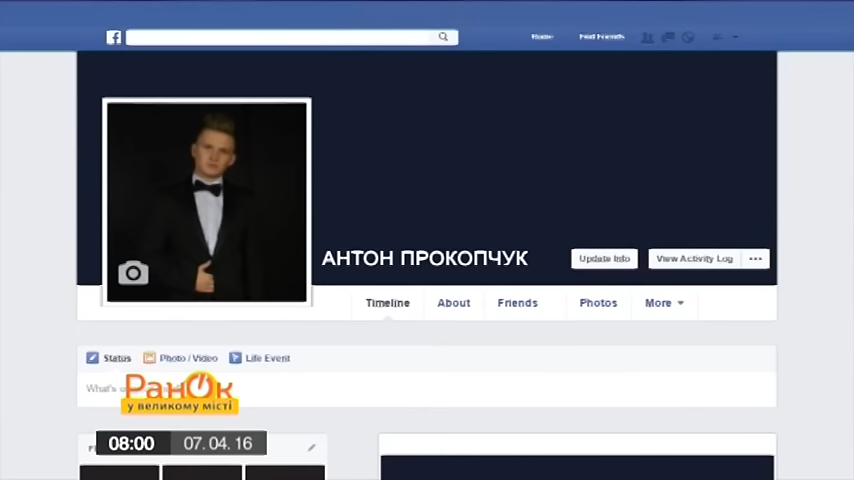 f
Home Find Friends
АНТОН ПРОКОПЧУК
Update Info View Activity Log ...
Timeline About Friends Photos More
Status Photo / Video Life Event
What's
РанОк
у великому місті
08:00 07.04.16